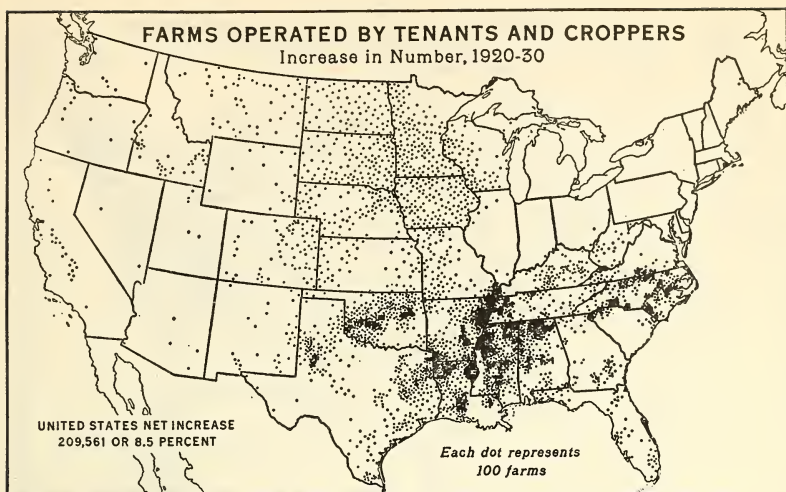 FARMS OPERATED BY TENANTS AND CROPPERS
Increase in Number, 1920-30
UNITED STATES NET INCREASE
209,561 OR 8.5 PERCENT
Each dot represents
100 farms